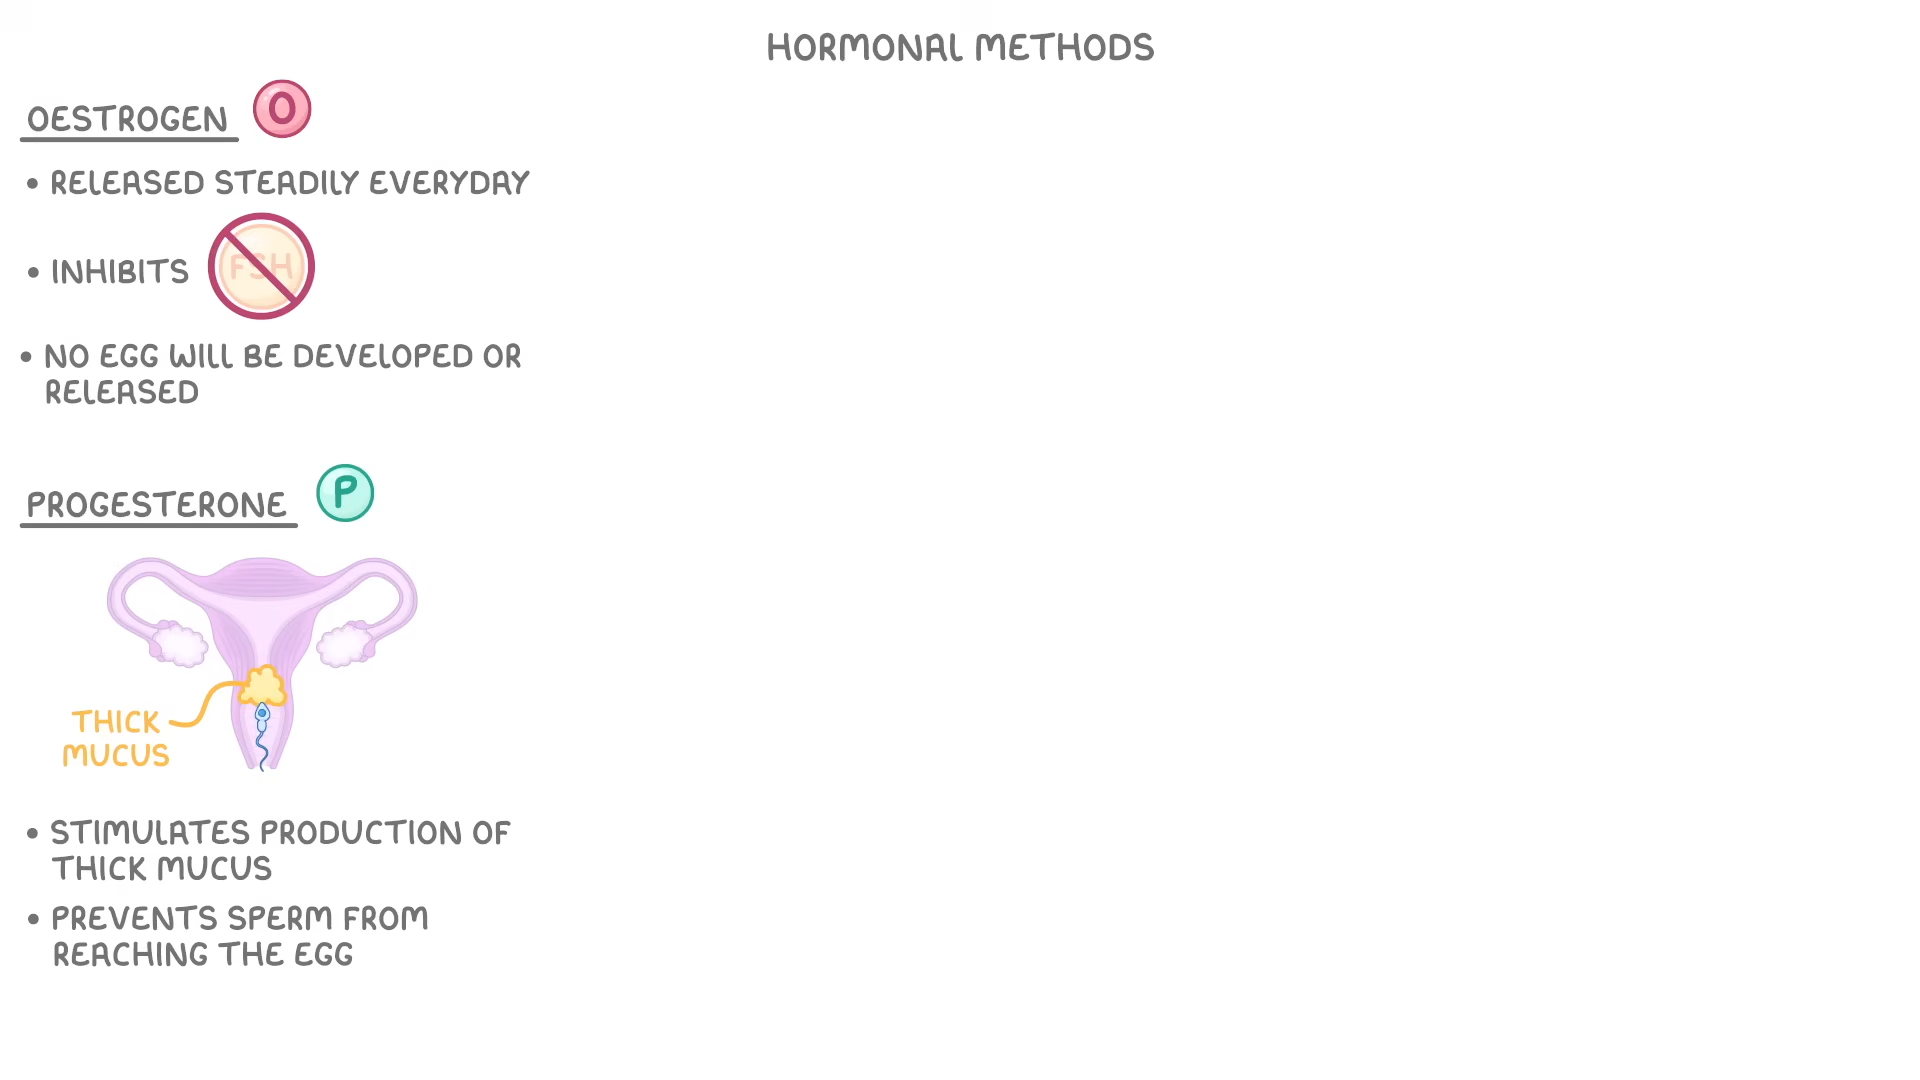 HORMONAL METHODS
OESTROGEN O
• RELEASED STEADILY EVERYDAY
• INHIBITS FSH
• NO EGG WILL BE DEVELOPED OR
RELEASED
PROGESTERONE P
THICK
MUCUS
• STIMULATES PRODUCTION OF
THICK MUCUS
• PREVENTS SPERM FROM
REACHING THE EGG